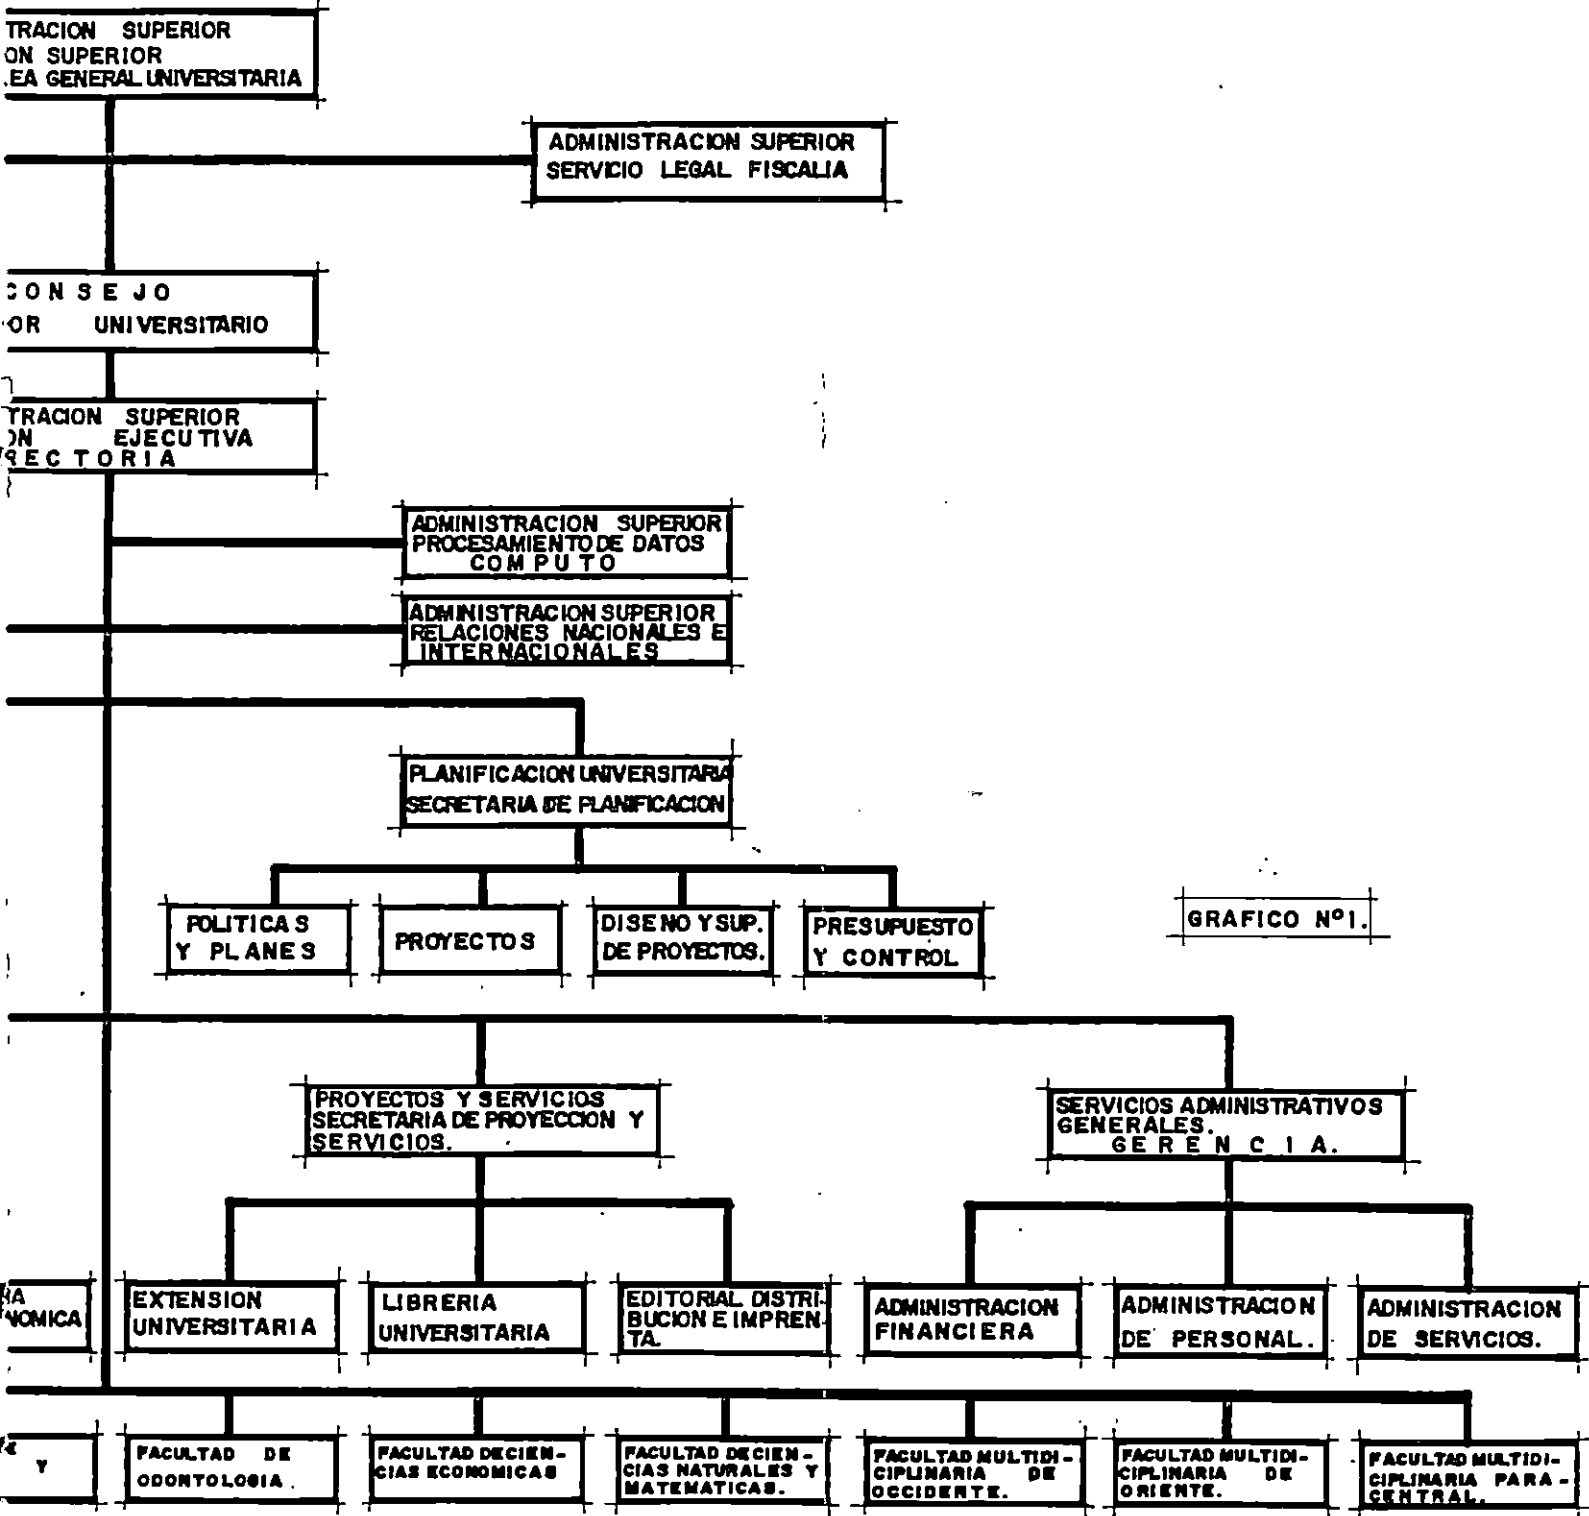 TRACION SUPERIOR
ON SUPERIOR
EA GENERAL UNIVERSITARIA
ADMINISTRACION SUPERIOR
SERVICIO LEGAL FISCALIA
CONSEJO
OR UNIVERSITARIO
TRACION SUPERIOR
ON EJECUTIVA
RECTORIA
ADMINISTRACION SUPERIOR
PROCESAMIENTO DE DATOS
COMPUTO
ADMINISTRACION SUPERIOR
RELACIONES NACIONALES E
INTERNACIONALES
PLANIFICACION UNIVERSITARIA
SECRETARIA DE PLANIFICACION
POLITICAS
Y PLANES
PROYECTOS
DISENO Y SUP.
DE PROYECTOS.
PRESUPUESTO
Y CONTROL
GRAFICO Nº1.
PROYECTOS Y SERVICIOS
SECRETARIA DE PROYECCION Y
SERVICIOS.
SERVICIOS ADMINISTRATIVOS
GENERALES.
GERENCIA.
RA
NOMICA
EXTENSION
UNIVERSITARIA
LIBRERIA
UNIVERSITARIA
EDITORIAL DISTRI-
BUCION E IMPREN-
TA.
ADMINISTRACION
FINANCIERA
ADMINISTRACION
DE PERSONAL.
ADMINISTRACION
DE SERVICIOS.
Y
FACULTAD DE
ODONTOLOGIA.
FACULTAD DE CIEN-
CIAS ECONOMICAS
FACULTAD DE CIEN-
CIAS NATURALES Y
MATEMATICAS.
FACULTAD MULTIDI-
CIPLINARIA DE
OCCIDENTE.
FACULTAD MULTIDI-
CIPLINARIA DE
ORIENTE.
FACULTAD MULTIDI-
CIPLINARIA PARA-
CENTRAL.